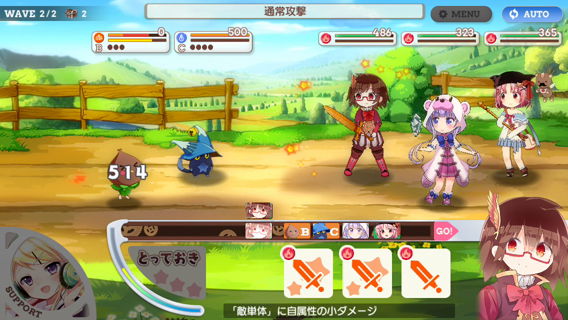 WAVE 2/2 2
通常攻撃
MENU
AUTO
B 0
C 500
486
323
365
514
B C GO!
とっておき
SUPPORT
「敵単体」に自属性の小ダメージ